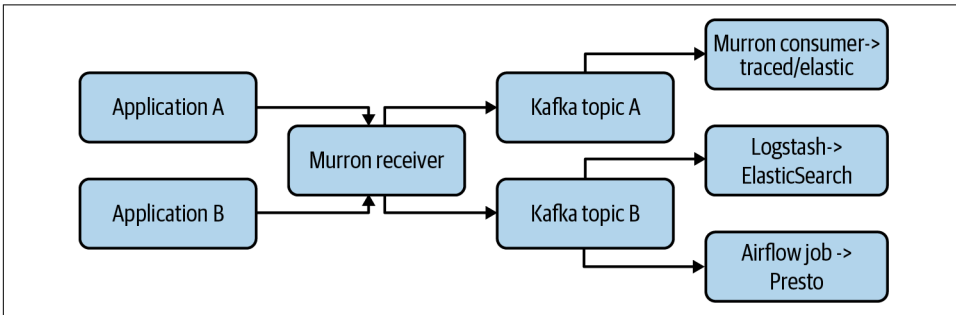 Application A
Application B
Murron receiver
Kafka topic A
Kafka topic B
Murron consumer->
traced/elastic
Logstash->
ElasticSearch
Airflow job ->
Presto